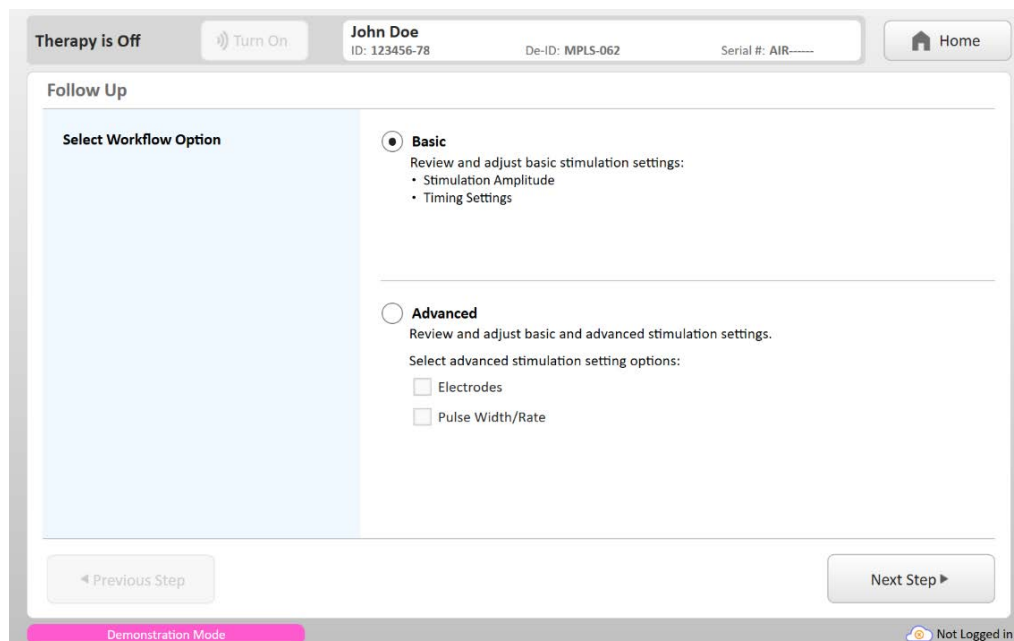 Therapy is Off
Turn On
John Doe
ID: 123456-78 De-ID: MPLS-062 Serial #: AIR------
Home
Follow Up
Select Workflow Option
Basic
Review and adjust basic stimulation settings:
• Stimulation Amplitude
• Timing Settings
Advanced
Review and adjust basic and advanced stimulation settings.
Select advanced stimulation setting options:
Electrodes
Pulse Width/Rate
Previous Step
Next Step
Demonstration Mode
Not Logged in